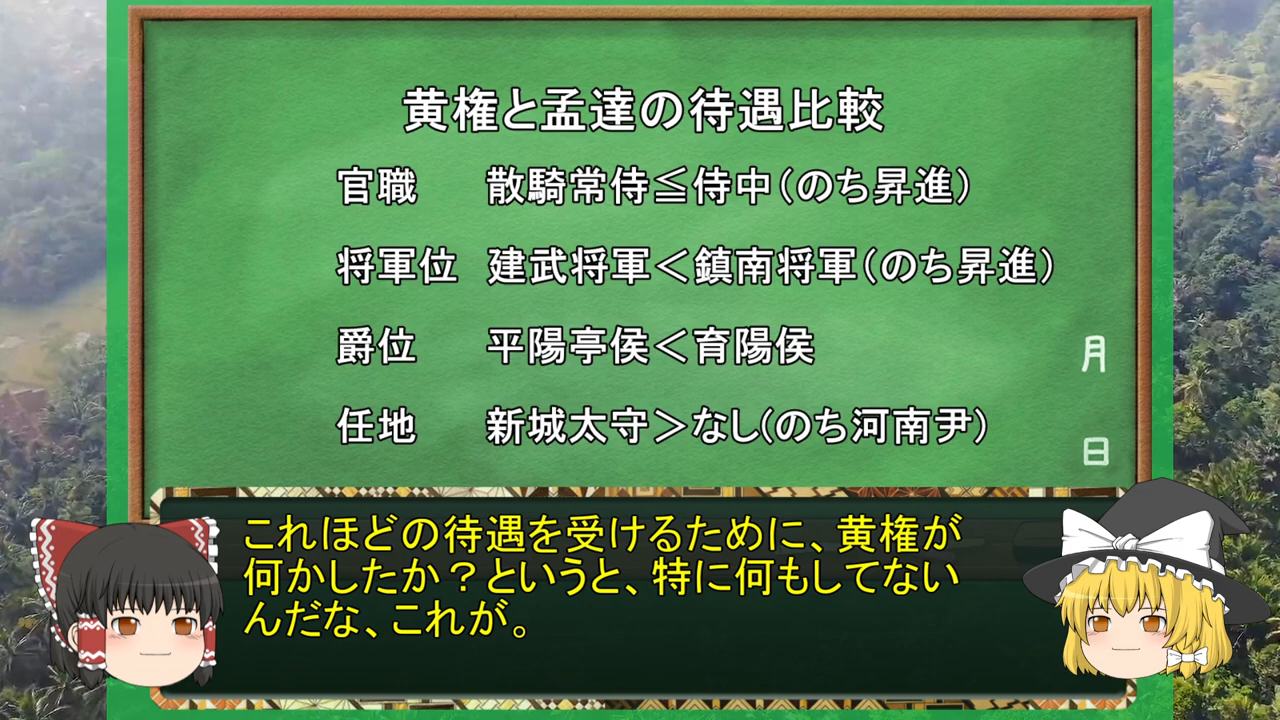 黄権と孟達の待遇比較
官職 散騎常侍≦侍中(のち昇進)
将軍位 建武将軍<鎮南将軍(のち昇進)
爵位 平陽亭侯<育陽侯
任地 新城太守>なし(のち河南尹)
月
日
これほどの待遇を受けるために、黄権が
何かしたか?というと、特に何もしてない
んだな、これが。